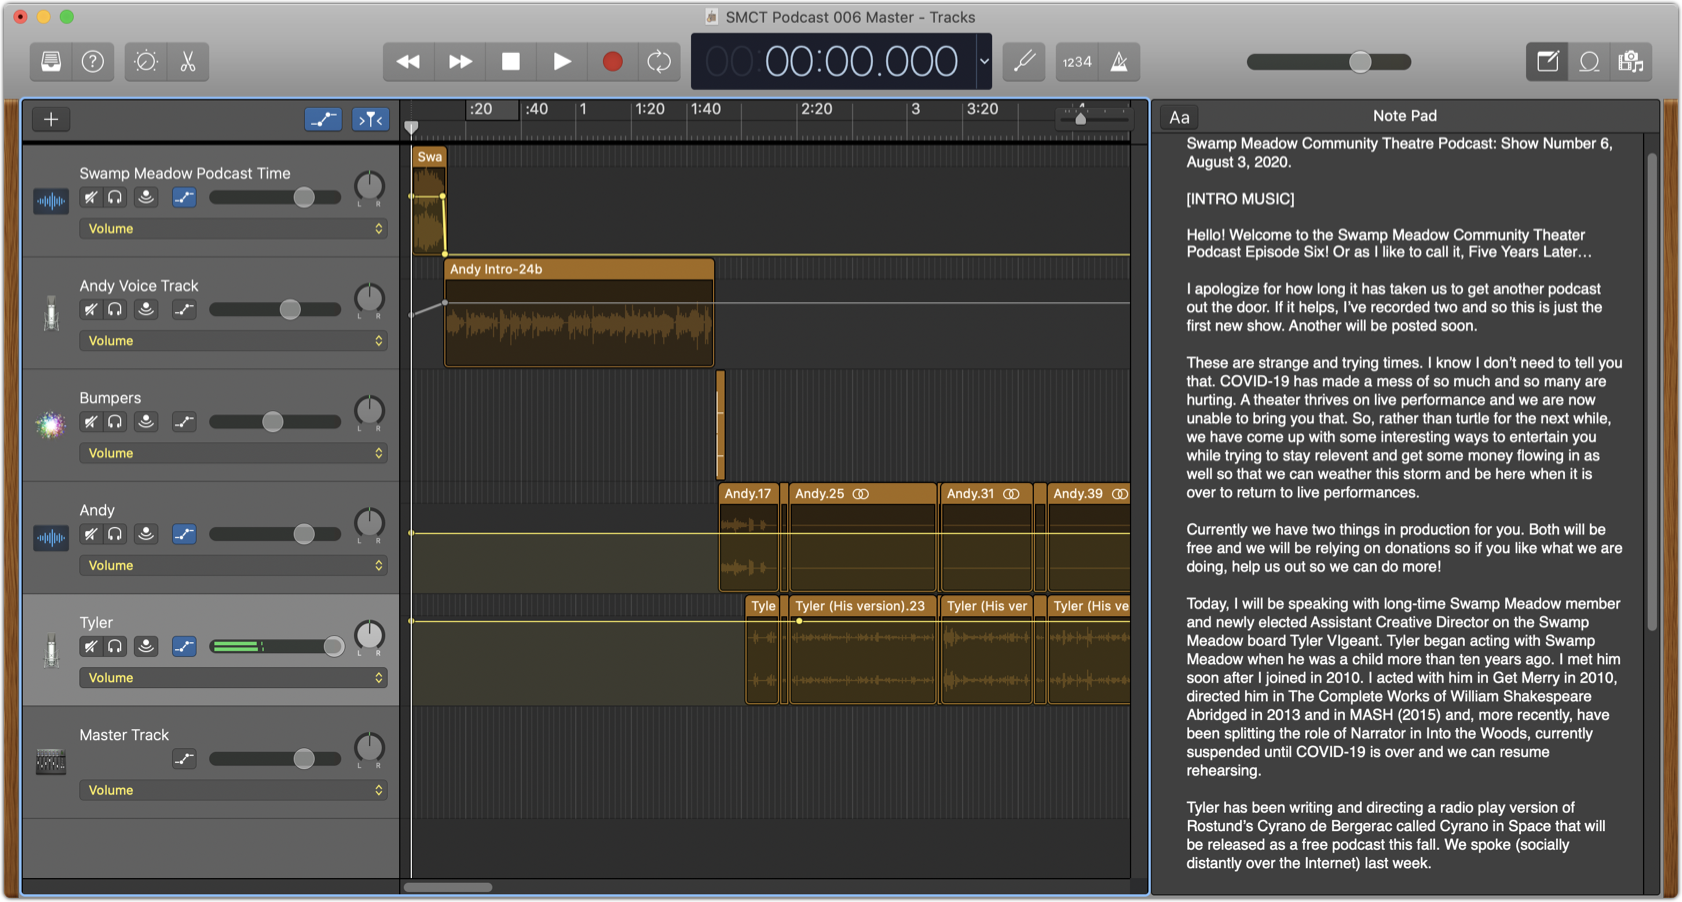 SMCT Podcast 006 Master - Tracks
00:00.000
1234
:20 :40 1 1:20 1:40 2:20 3 3:20 4
Aa
Note Pad
Swamp Meadow Podcast Time
L R
Volume
Swa
Andy Voice Track
L R
Volume
Andy Intro-24b
Bumpers
L R
Volume
Andy
L R
Volume
Andy.17 Andy.25 Andy.31 Andy.39
Tyler
L R
Volume
Tyle Tyler (His version).23 Tyler (His ver Tyler (His ve
Master Track
L R
Volume
Swamp Meadow Community Theatre Podcast: Show Number 6,
August 3, 2020.
[INTRO MUSIC]
Hello! Welcome to the Swamp Meadow Community Theater
Podcast Episode Six! Or as I like to call it, Five Years Later…
I apologize for how long it has taken us to get another podcast
out the door. If it helps, I've recorded two and so this is just the
first new show. Another will be posted soon.
These are strange and trying times. I know I don't need to tell you
that. COVID-19 has made a mess of so much and so many are
hurting. A theater thrives on live performance and we are now
unable to bring you that. So, rather than turtle for the next while,
we have come up with some interesting ways to entertain you
while trying to stay relevent and get some money flowing in as
well so that we can weather this storm and be here when it is
over to return to live performances.
Currently we have two things in production for you. Both will be
free and we will be relying on donations so if you like what we are
doing, help us out so we can do more!
Today, I will be speaking with long-time Swamp Meadow member
and newly elected Assistant Creative Director on the Swamp
Meadow board Tyler VIgeant. Tyler began acting with Swamp
Meadow when he was a child more than ten years ago. I met him
soon after I joined in 2010. I acted with him in Get Merry in 2010,
directed him in The Complete Works of William Shakespeare
Abridged in 2013 and in MASH (2015) and, more recently, have
been splitting the role of Narrator in Into the Woods, currently
suspended until COVID-19 is over and we can resume
rehearsing.
Tyler has been writing and directing a radio play version of
Rostund's Cyrano de Bergerac called Cyrano in Space that will
be released as a free podcast this fall. We spoke (socially
distantly over the Internet) last week.